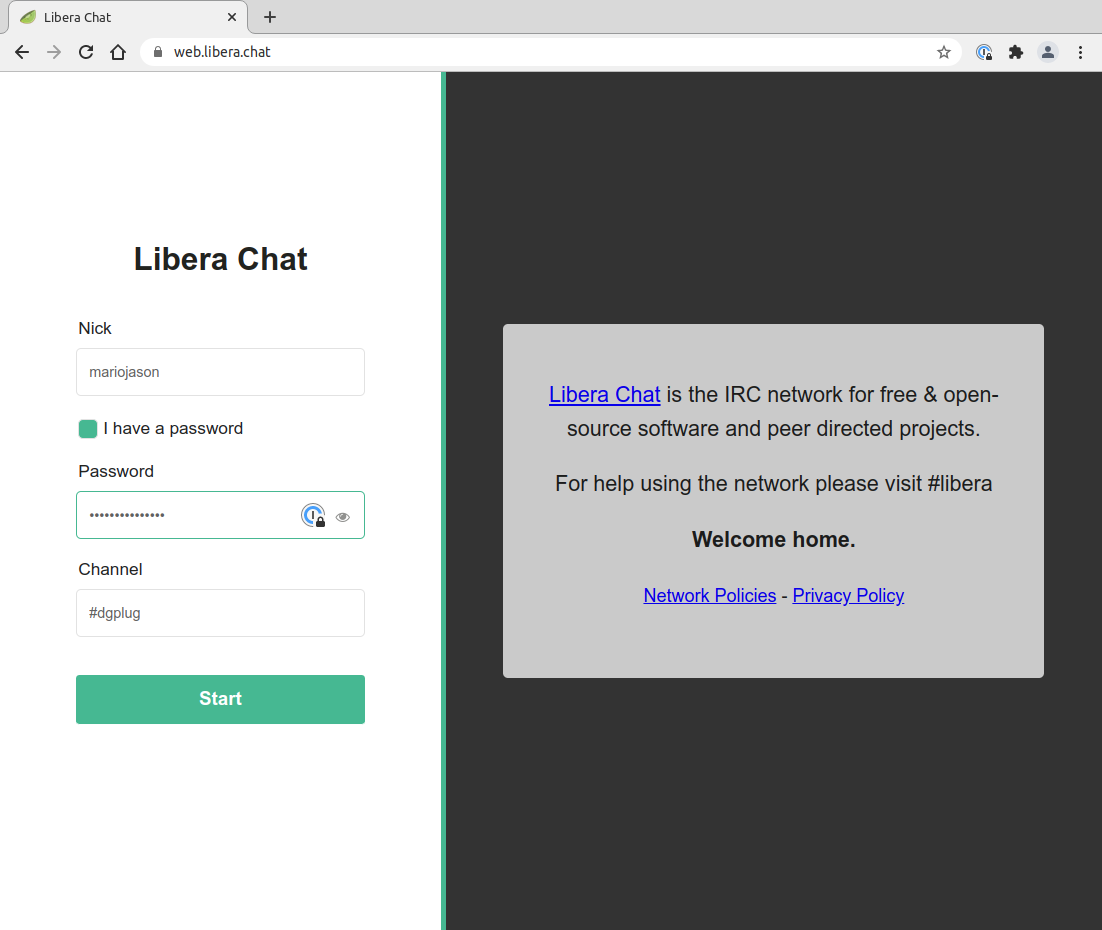 Libera Chat
web.libera.chat
Libera Chat
Nick
mariojason
I have a password
Password
•••••••••••••••
Channel
#dgplug
Start
Libera Chat is the IRC network for free & open-
source software and peer directed projects.
For help using the network please visit #libera
Welcome home.
Network Policies - Privacy Policy